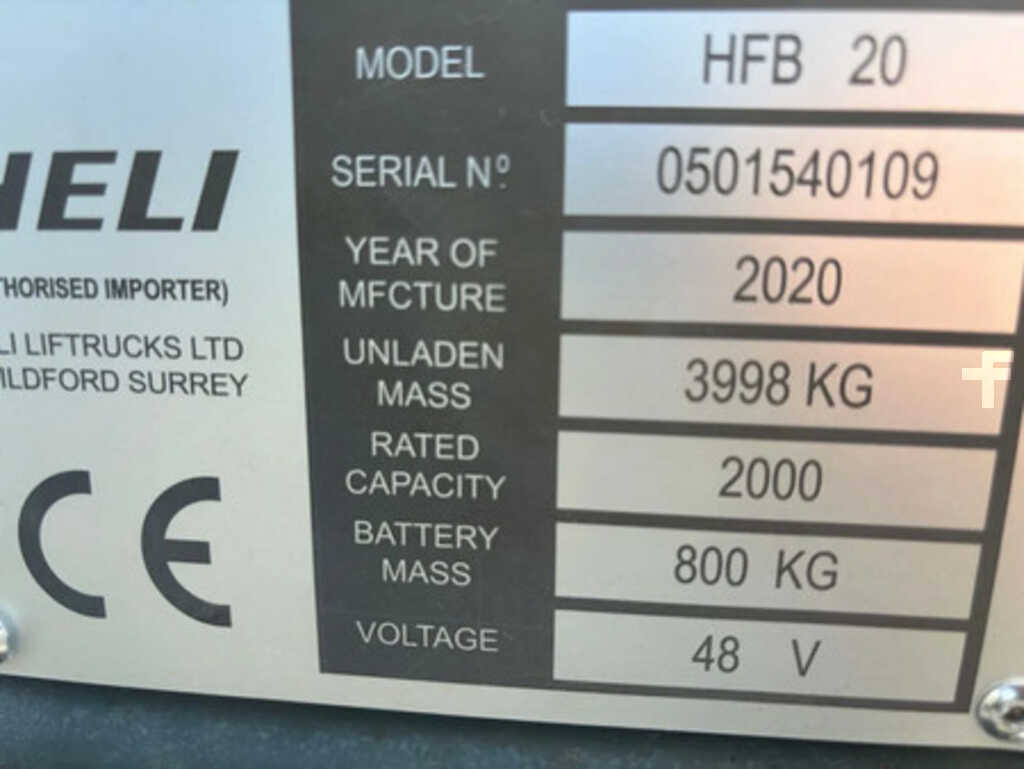 MODEL HFB 20
HELI
SERIAL Nº 0501540109
YEAR OF
MFCTURE 2020
THORISED IMPORTER)
LI LIFTRUCKS LTD
ILDFORD SURREY
UNLADEN
MASS 3998 KG
f
RATED
CAPACITY 2000
CE
BATTERY
MASS 800 KG
VOLTAGE 48 V